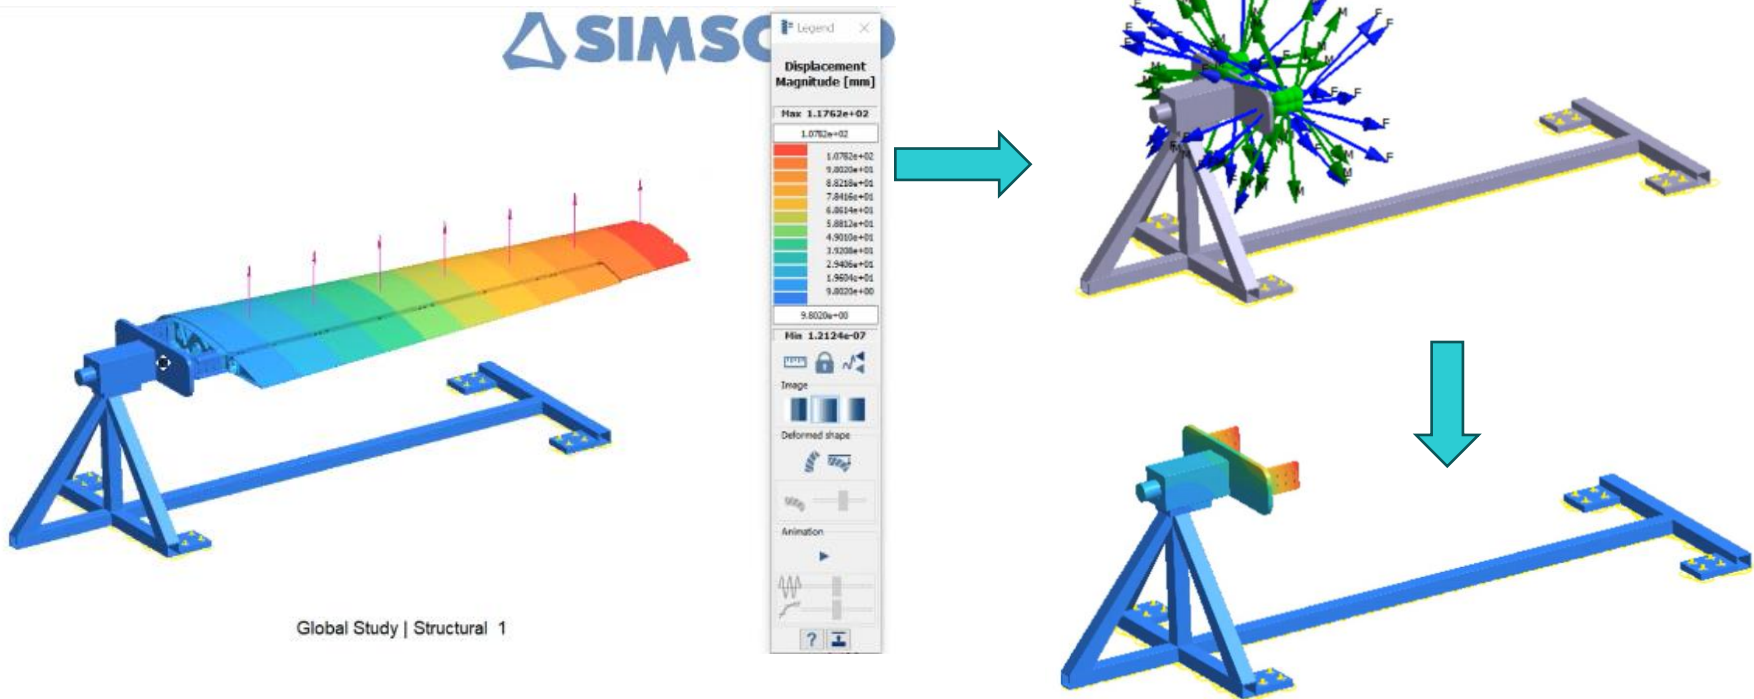 SIMSC
Legend
Displacement
Magnitude [mm]
Max 1.1762e+02
1.0782e+02
1.0782e+02
9.8020e+01
8.8218e+01
7.8416e+01
6.8614e+01
5.8812e+01
4.9010e+01
3.9208e+01
2.9406e+01
1.9604e+01
9.8020e+00
9.8020e+00
Min 1.2124e-07
Image
Deformed shape
Animation
?
Global Study | Structural 1